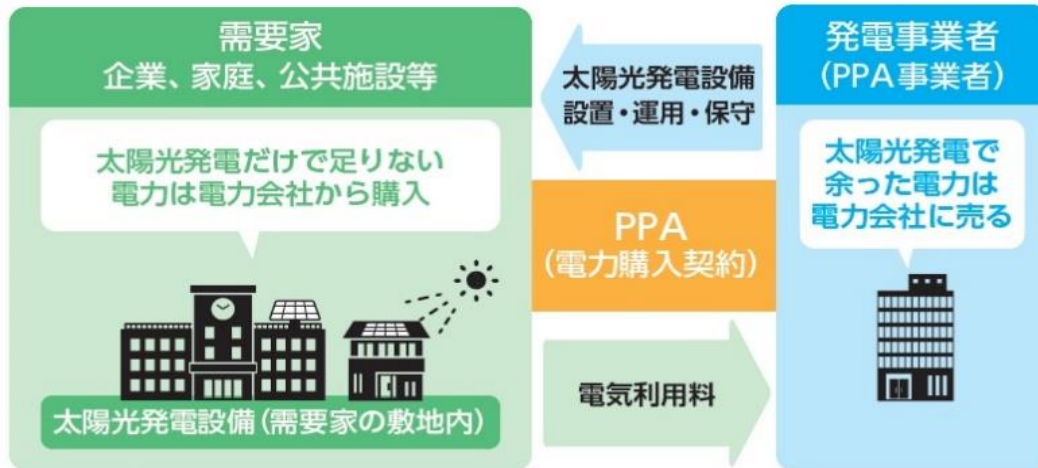 需要家
企業、家庭、公共施設等
太陽光発電だけで足りない
電力は電力会社から購入
太陽光発電設備(需要家の敷地内)
太陽光発電設備
設置・運用・保守
PPA
(電力購入契約)
電気利用料
発電事業者
(PPA事業者)
太陽光発電で
余った電力は
電力会社に売る